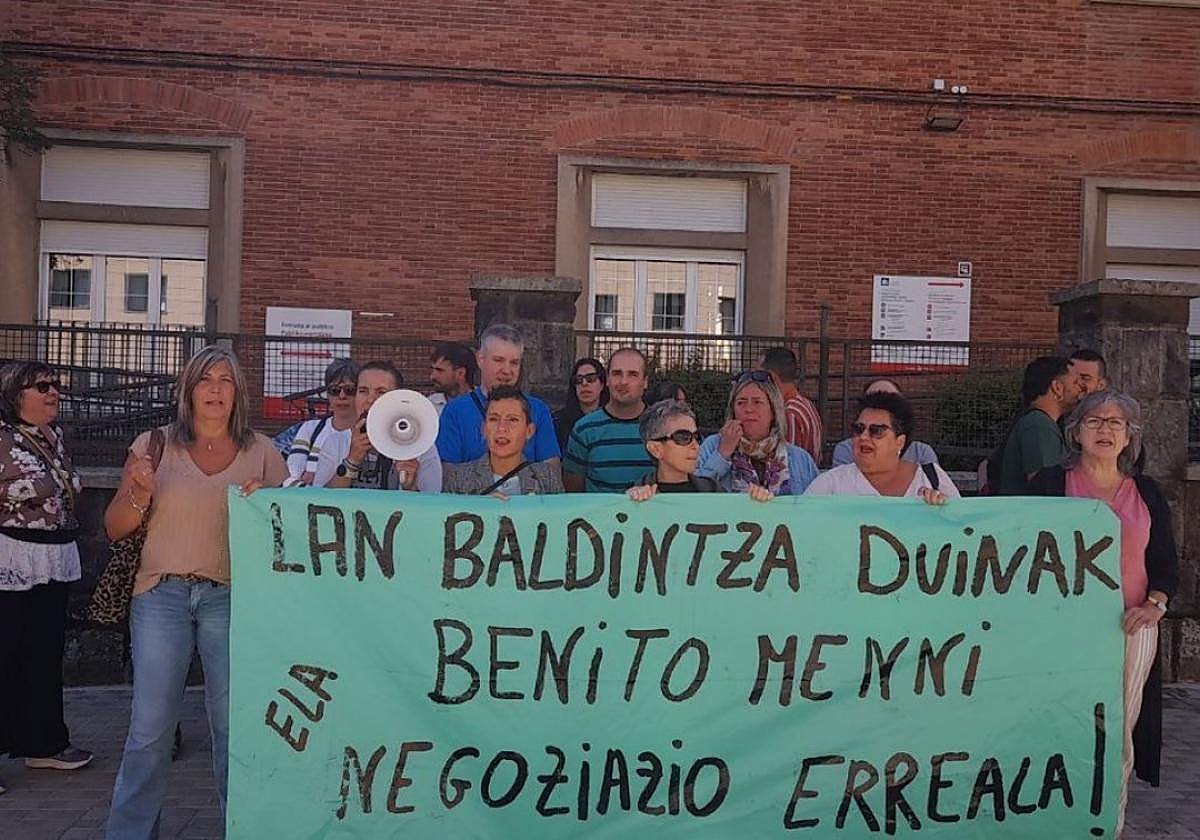 LAN BALDINTZA DUINAK
BENITO MENNI
ELA
NEGOZIAZIO ERREALA!